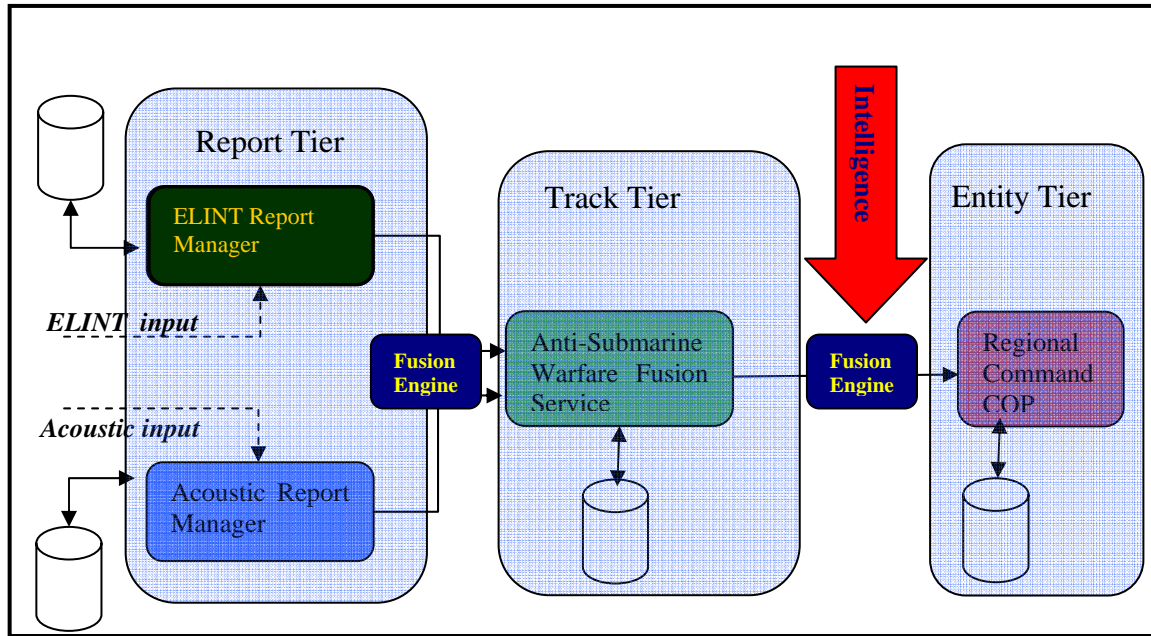 Report Tier
ELINT Report
Manager
ELINT input
Acoustic input
Acoustic Report
Manager
Fusion
Engine
Track Tier
Anti-Submarine
Warfare Fusion
Service
Intelligence
Fusion
Engine
Entity Tier
Regional
Command
COP